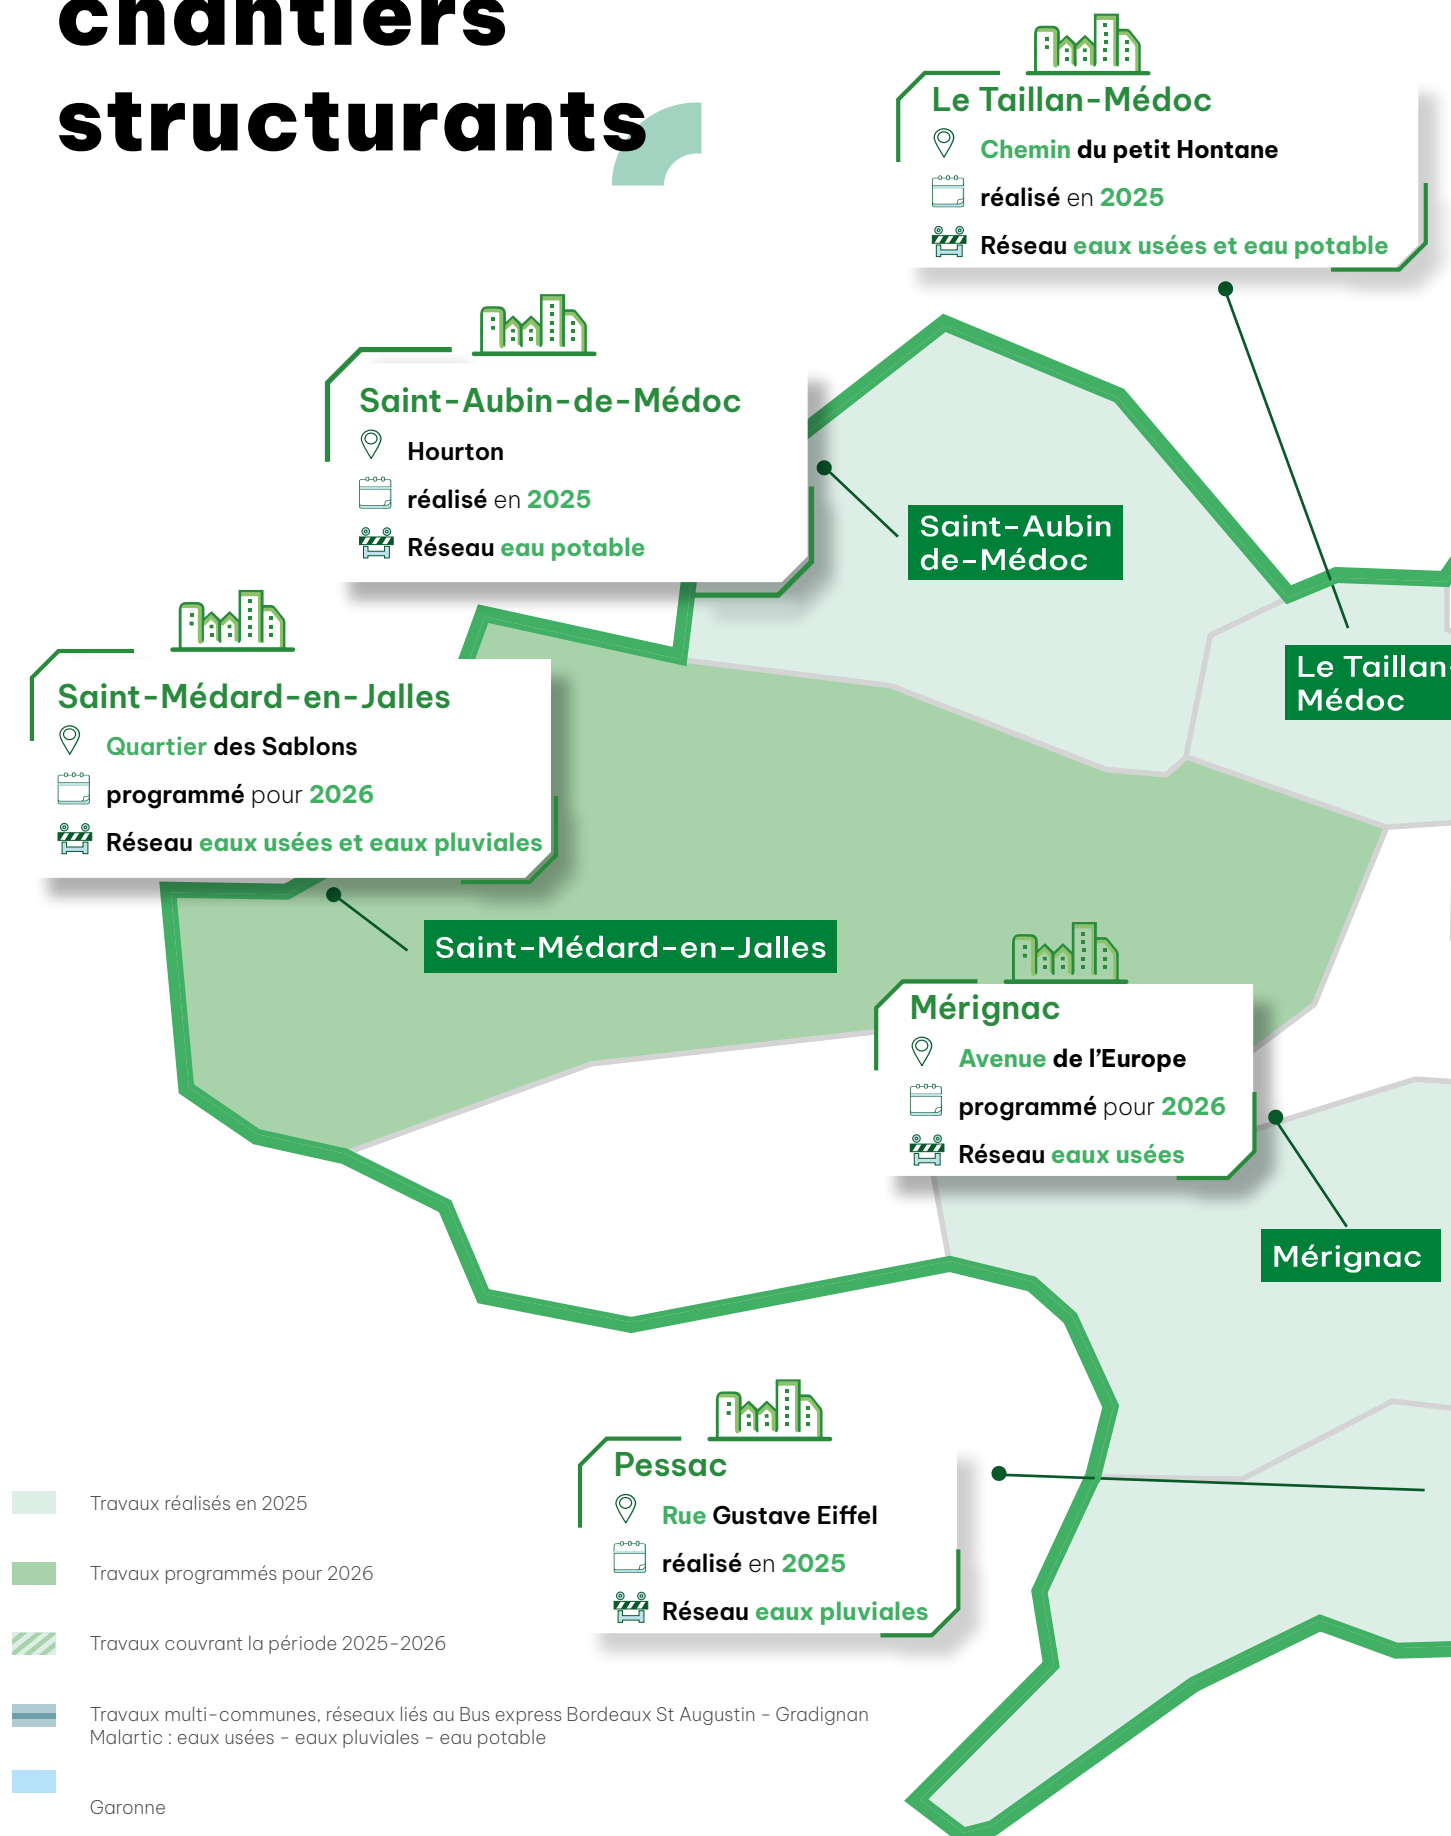 chantiers
structurants
Le Taillan-Médoc
Chemin du petit Hontane
réalisé en 2025
Réseau eaux usées et eau potable
Saint-Aubin-de-Médoc
Hourton
réalisé en 2025
Réseau eau potable
Saint-Aubin
de-Médoc
Saint-Médard-en-Jalles
Quartier des Sablons
programmé pour 2026
Réseau eaux usées et eaux pluviales
Le Taillan-
Médoc
Saint-Médard-en-Jalles
Mérignac
Avenue de l’Europe
programmé pour 2026
Réseau eaux usées
Mérignac
Pessac
Rue Gustave Eiffel
réalisé en 2025
Réseau eaux pluviales
Travaux réalisés en 2025
Travaux programmés pour 2026
Travaux couvrant la période 2025-2026
Travaux multi-communes, réseaux liés au Bus express Bordeaux St Augustin - Gradignan
Malartic : eaux usées - eaux pluviales - eau potable
Garonne